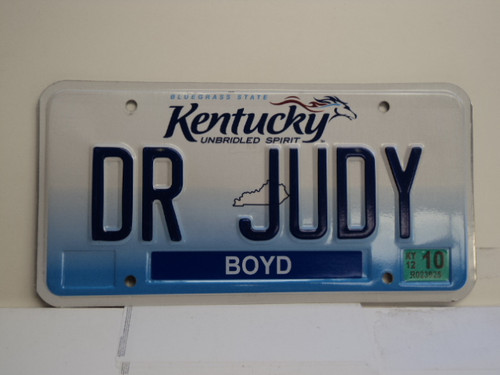 BLUEGRASS STATE
Kentucky
UNBRIDLED SPIRIT
DR JUDY
BOYD
KY 12 10